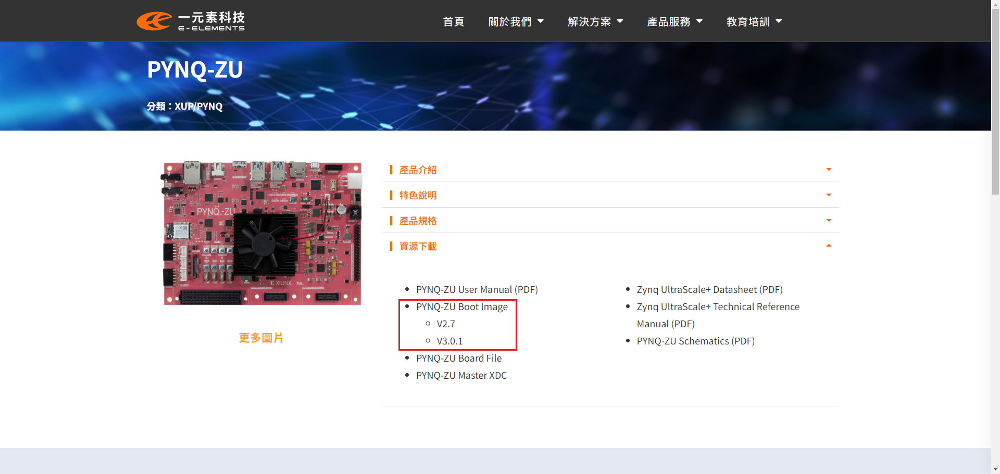 一元素科技
E-ELEMENTS
首頁 關於我們 解決方案 產品服務 教育培訓
PYNQ-ZU
分類：XUP/PYNQ
PYNQ-ZU
XILINX
更多圖片
產品介紹
特色說明
產品規格
資源下載
PYNQ-ZU User Manual (PDF)
PYNQ-ZU Boot Image
V2.7
V3.0.1
PYNQ-ZU Board File
PYNQ-ZU Master XDC
Zynq UltraScale+ Datasheet (PDF)
Zynq UltraScale+ Technical Reference
Manual (PDF)
PYNQ-ZU Schematics (PDF)